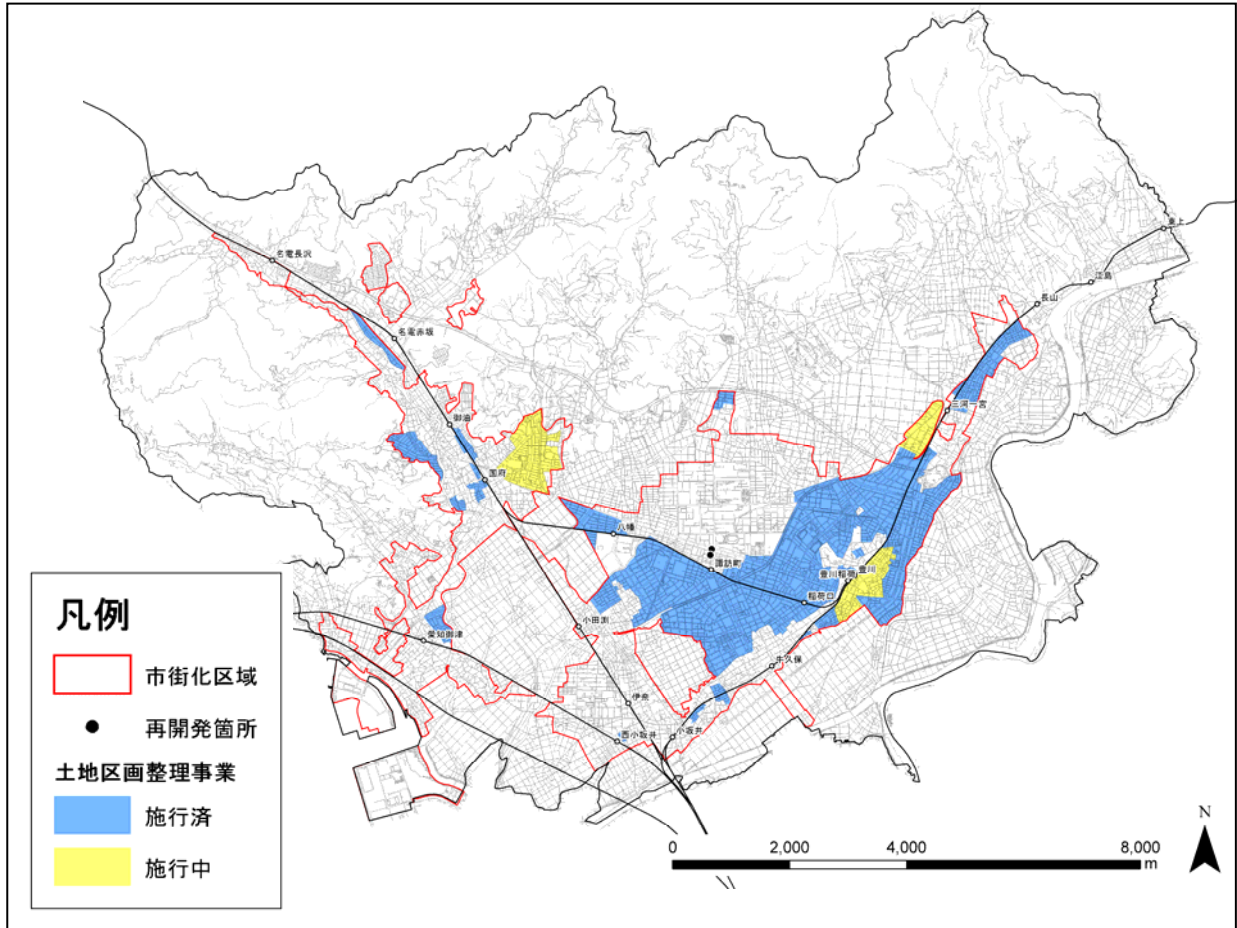 東上
江島
長山
名電長沢
名電赤坂
三河一宮
御油
国府
八幡
諏訪町
豊川稲荷
豊川
稲荷口
小田渕
愛知御津
牛久保
伊奈
西小坂井
小坂井
凡例
市街化区域
再開発箇所
土地区画整理事業
施行済
施行中
0 2,000 4,000 8,000
m
N